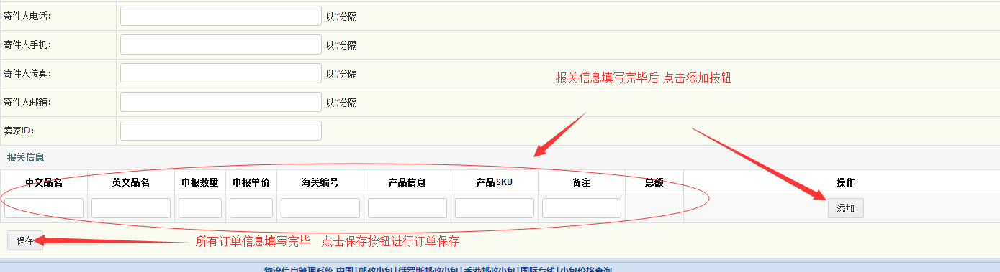 寄件人电话： 以';'分隔
寄件人手机： 以';'分隔
寄件人传真： 以';'分隔
报关信息填写完毕后 点击添加按钮
寄件人邮箱： 以';'分隔
卖家ID：
报关信息
中文品名 英文品名 申报数量 申报单价 海关编号 产品信息 产品SKU 备注 总额 操作
添加
保存 所有订单信息填写完毕 点击保存按钮进行订单保存
物流信息管理系统 中国|邮政小包|俄罗斯邮政小包|香港邮政小包|国际专线|小包价格查询